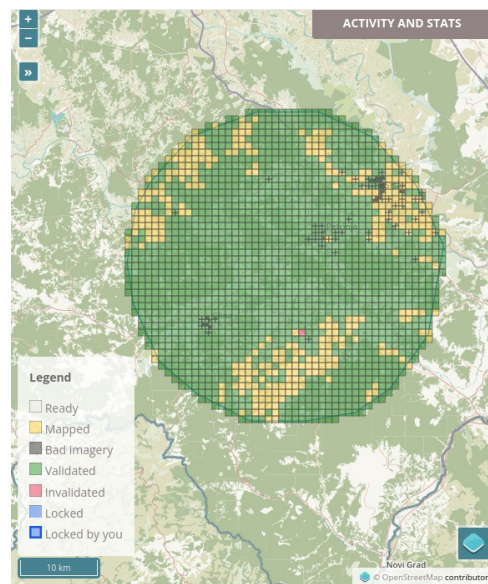 +
ACTIVITY AND STATS
−
»
Legend
Ready
Mapped
Bad imagery
Validated
Invalidated
Locked
Locked by you
10 km
Novi Grad
© OpenStreetMap contributor